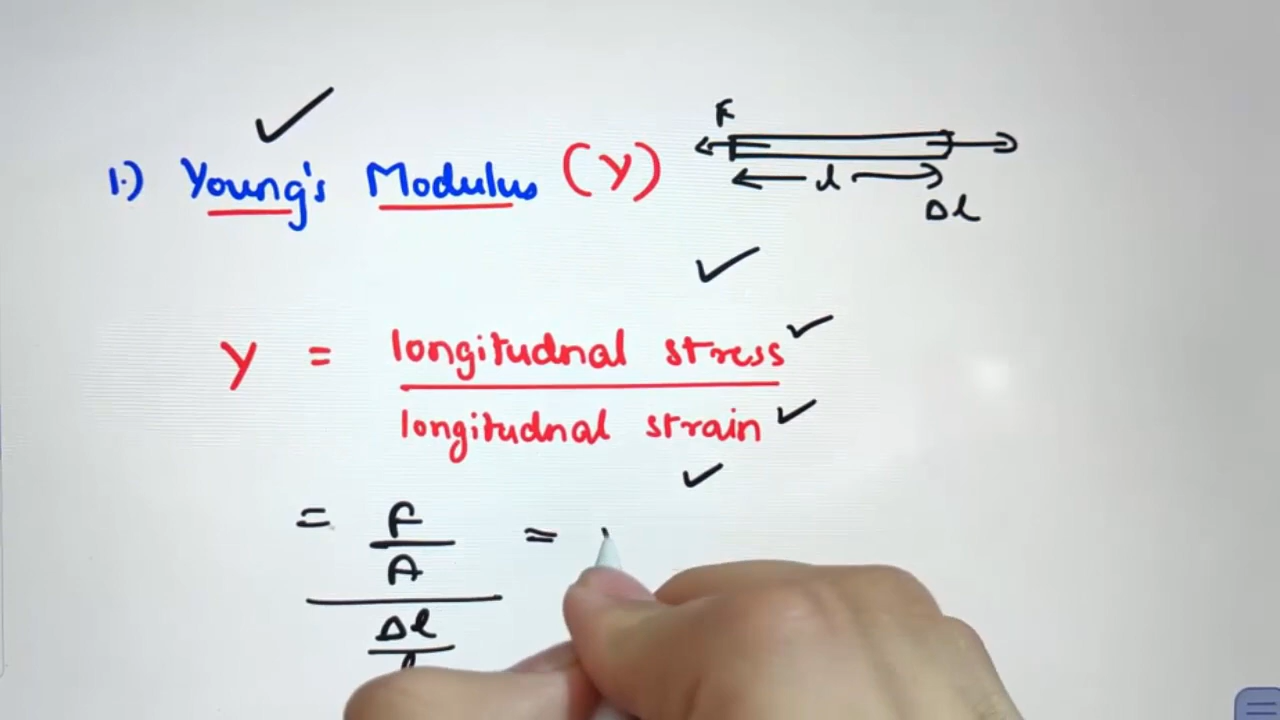 F
1.) Young's Modulus (Y)
l
Δl
Y = longitudnal stress
longitudnal strain
= F
A
=
Δl
l